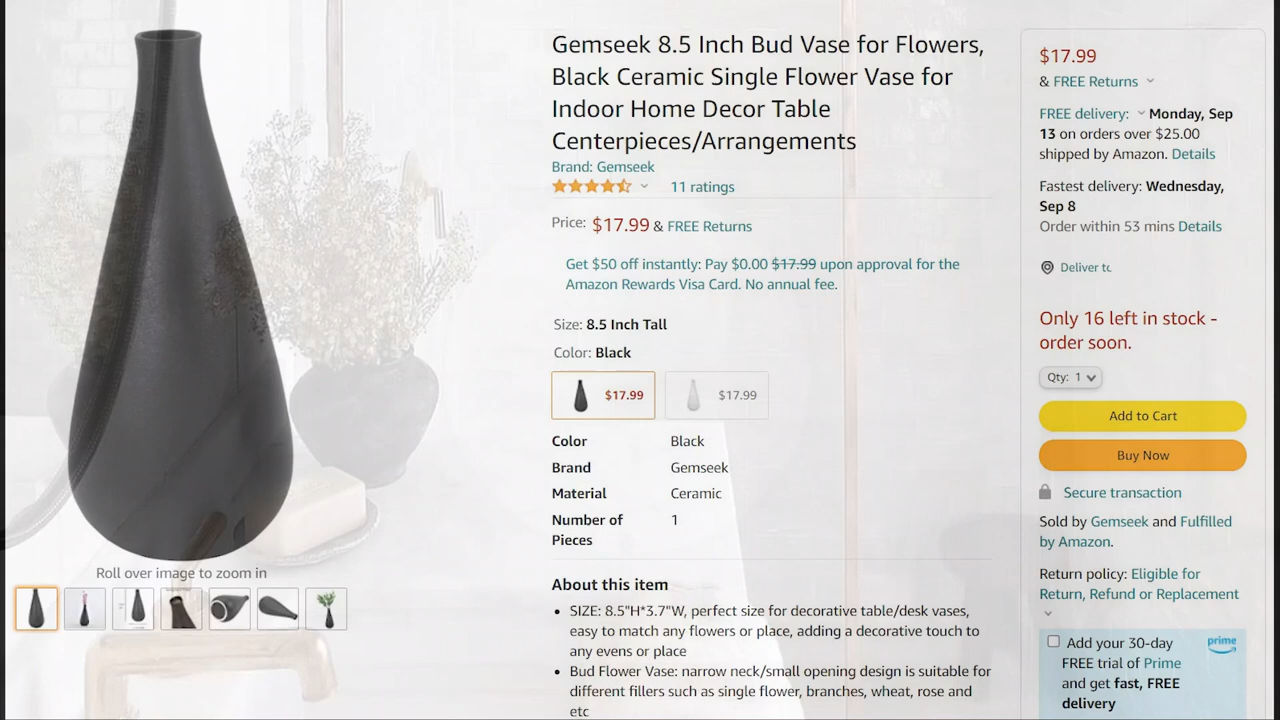 Gemseek 8.5 Inch Bud Vase for Flowers,
Black Ceramic Single Flower Vase for
Indoor Home Decor Table
Centerpieces/Arrangements
Brand: Gemseek
11 ratings
Price: $17.99 & FREE Returns
Get $50 off instantly: Pay $0.00 $17.99 upon approval for the
Amazon Rewards Visa Card. No annual fee.
Size: 8.5 Inch Tall
Color: Black
$17.99
$17.99
Color Black
Brand Gemseek
Material Ceramic
Number of 1
Pieces
About this item
• SIZE: 8.5"H*3.7"W, perfect size for decorative table/desk vases,
easy to match any flowers or place, adding a decorative touch to
any evens or place
• Bud Flower Vase: narrow neck/small opening design is suitable for
different fillers such as single flower, branches, wheat, rose and
etc
Roll over image to zoom in
$17.99
& FREE Returns
FREE delivery: Monday, Sep
13 on orders over $25.00
shipped by Amazon. Details
Fastest delivery: Wednesday,
Sep 8
Order within 53 mins Details
Deliver to
Only 16 left in stock -
order soon.
Qty: 1
Add to Cart
Buy Now
Secure transaction
Sold by Gemseek and Fulfilled
by Amazon.
Return policy: Eligible for
Return, Refund or Replacement
Add your 30-day
FREE trial of Prime
and get fast, FREE
delivery
prime